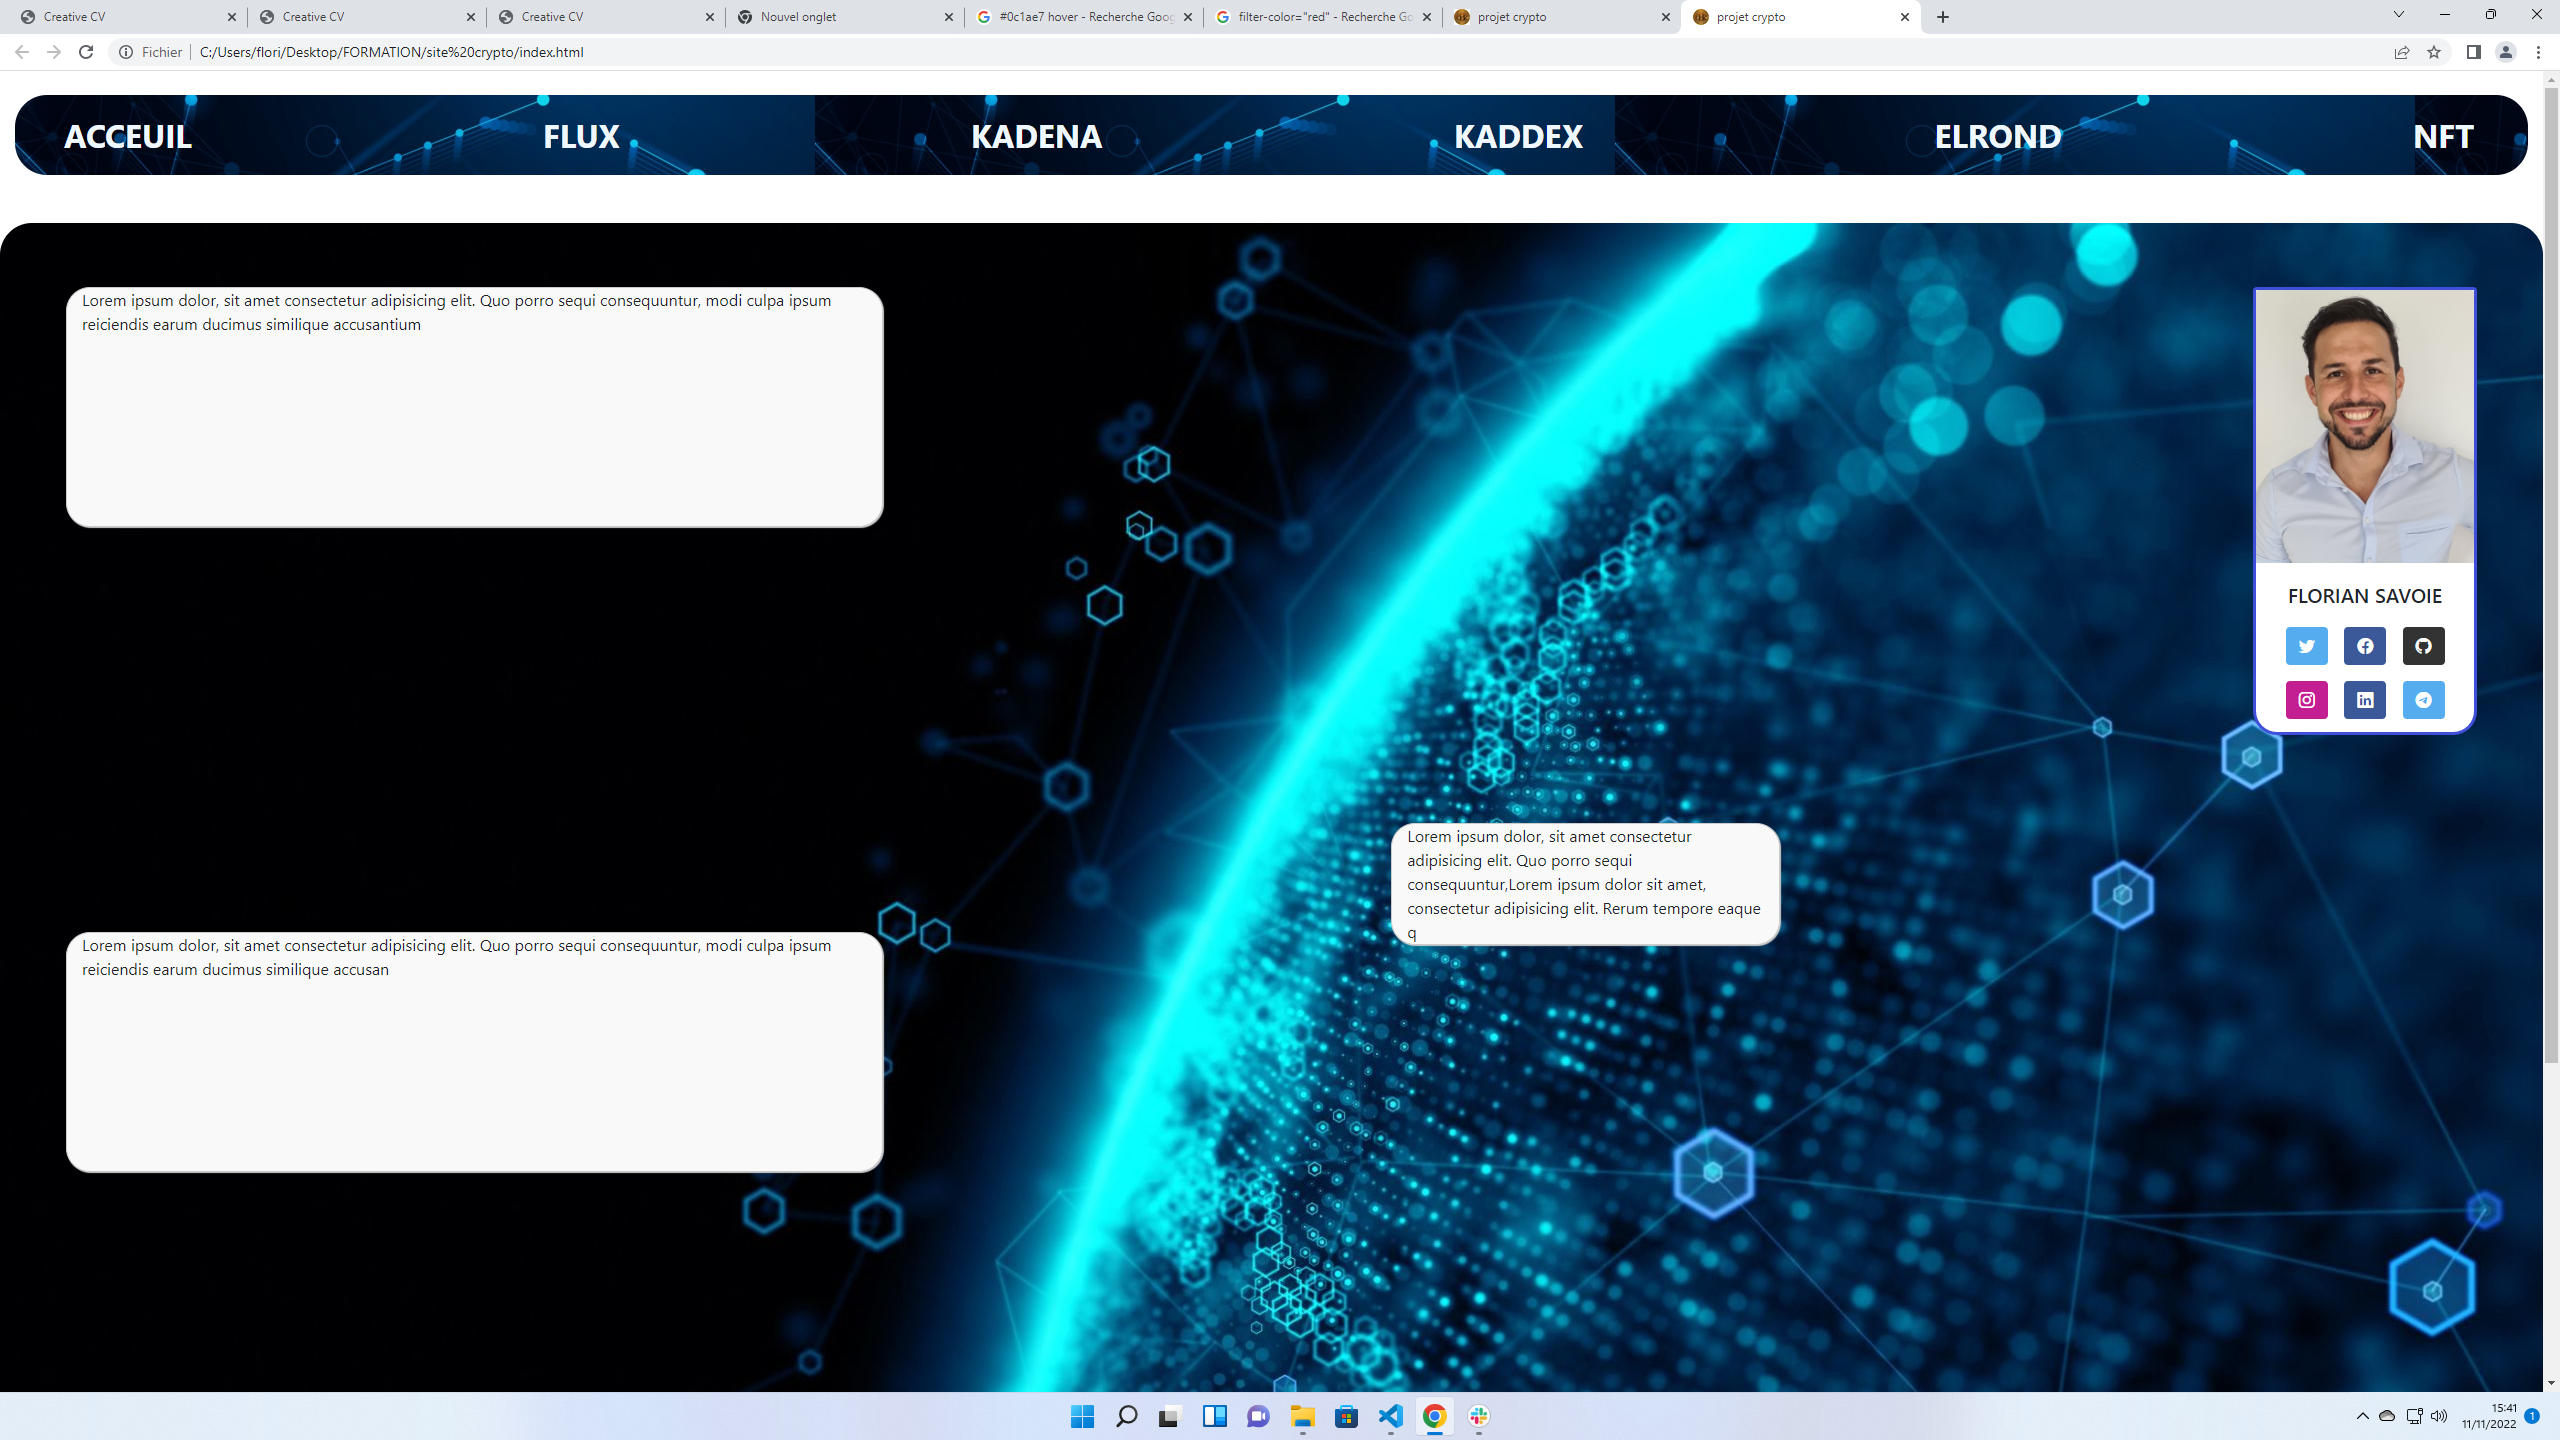 Creative CV
Creative CV
Creative CV
Nouvel onglet
#0c1ae7 hover - Recherche Goog
filter-color="red" - Recherche Go
projet crypto
projet crypto
Fichier
C:/Users/flori/Desktop/FORMATION/site%20crypto/index.html
ACCEUIL
FLUX
KADENA
KADDEX
ELROND
NFT
Lorem ipsum dolor, sit amet consectetur adipisicing elit. Quo porro sequi consequuntur, modi culpa ipsum
reiciendis earum ducimus similique accusantium
FLORIAN SAVOIE
Lorem ipsum dolor, sit amet consectetur
adipisicing elit. Quo porro sequi
consequuntur,Lorem ipsum dolor sit amet,
consectetur adipisicing elit. Rerum tempore eaque
q
Lorem ipsum dolor, sit amet consectetur adipisicing elit. Quo porro sequi consequuntur, modi culpa ipsum
reiciendis earum ducimus similique accusan
15:41
11/11/2022
1